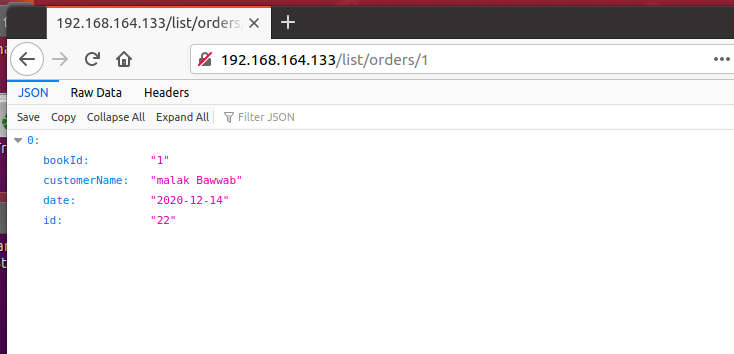 192.168.164.133/list/orders/
192.168.164.133/list/orders/1
JSON Raw Data Headers
Save Copy Collapse All Expand All Filter JSON
0:
bookId: "1"
customerName: "malak Bawwab"
date: "2020-12-14"
id: "22"